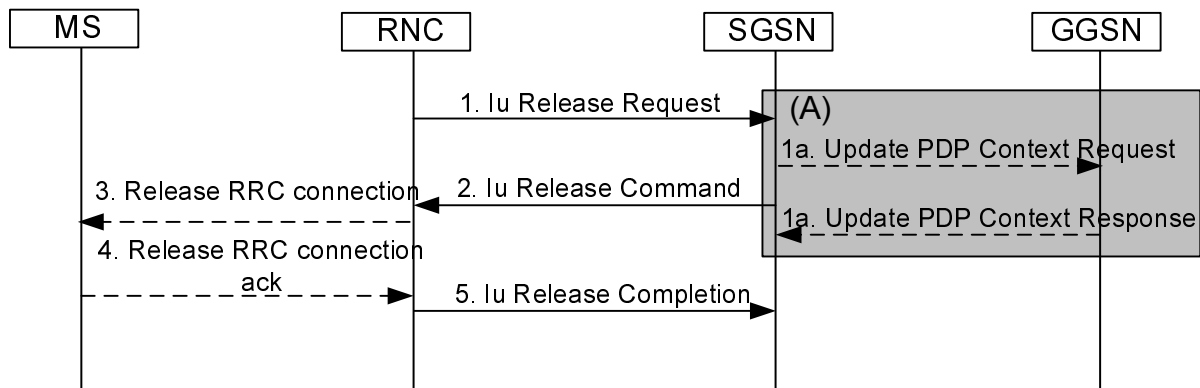 MS
RNC
SGSN
GGSN
1. Iu Release Request
(A)
1a. Update PDP Context Request
3. Release RRC connection
2. Iu Release Command
1a. Update PDP Context Response
4. Release RRC connection
ack
5. Iu Release Completion